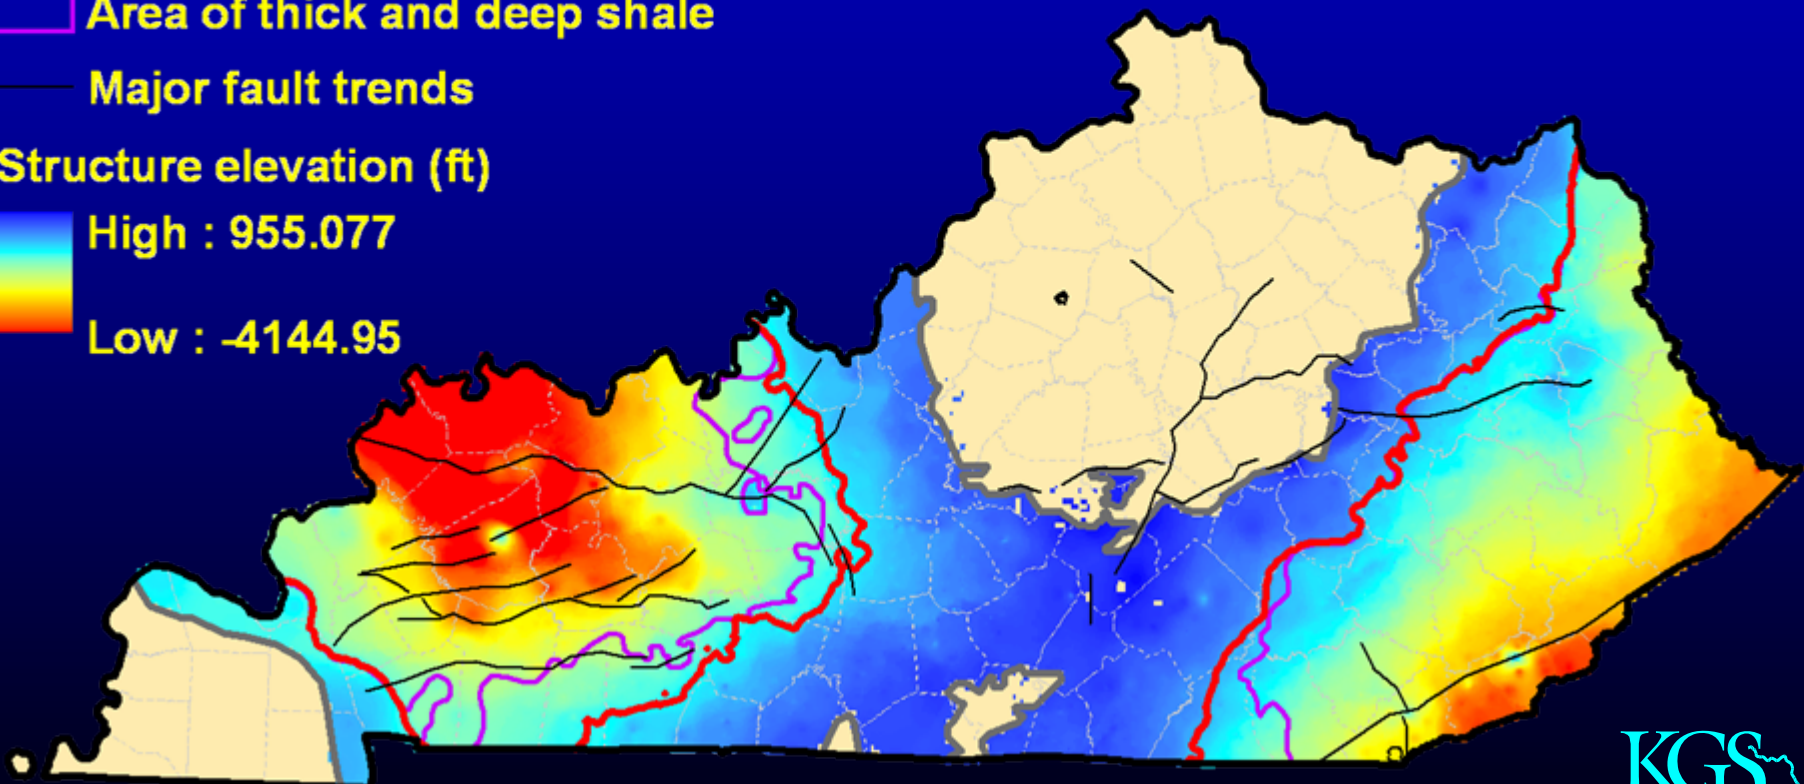 Area of thick and deep shale
Major fault trends
Structure elevation (ft)
High : 955.077
Low : -4144.95
KGS